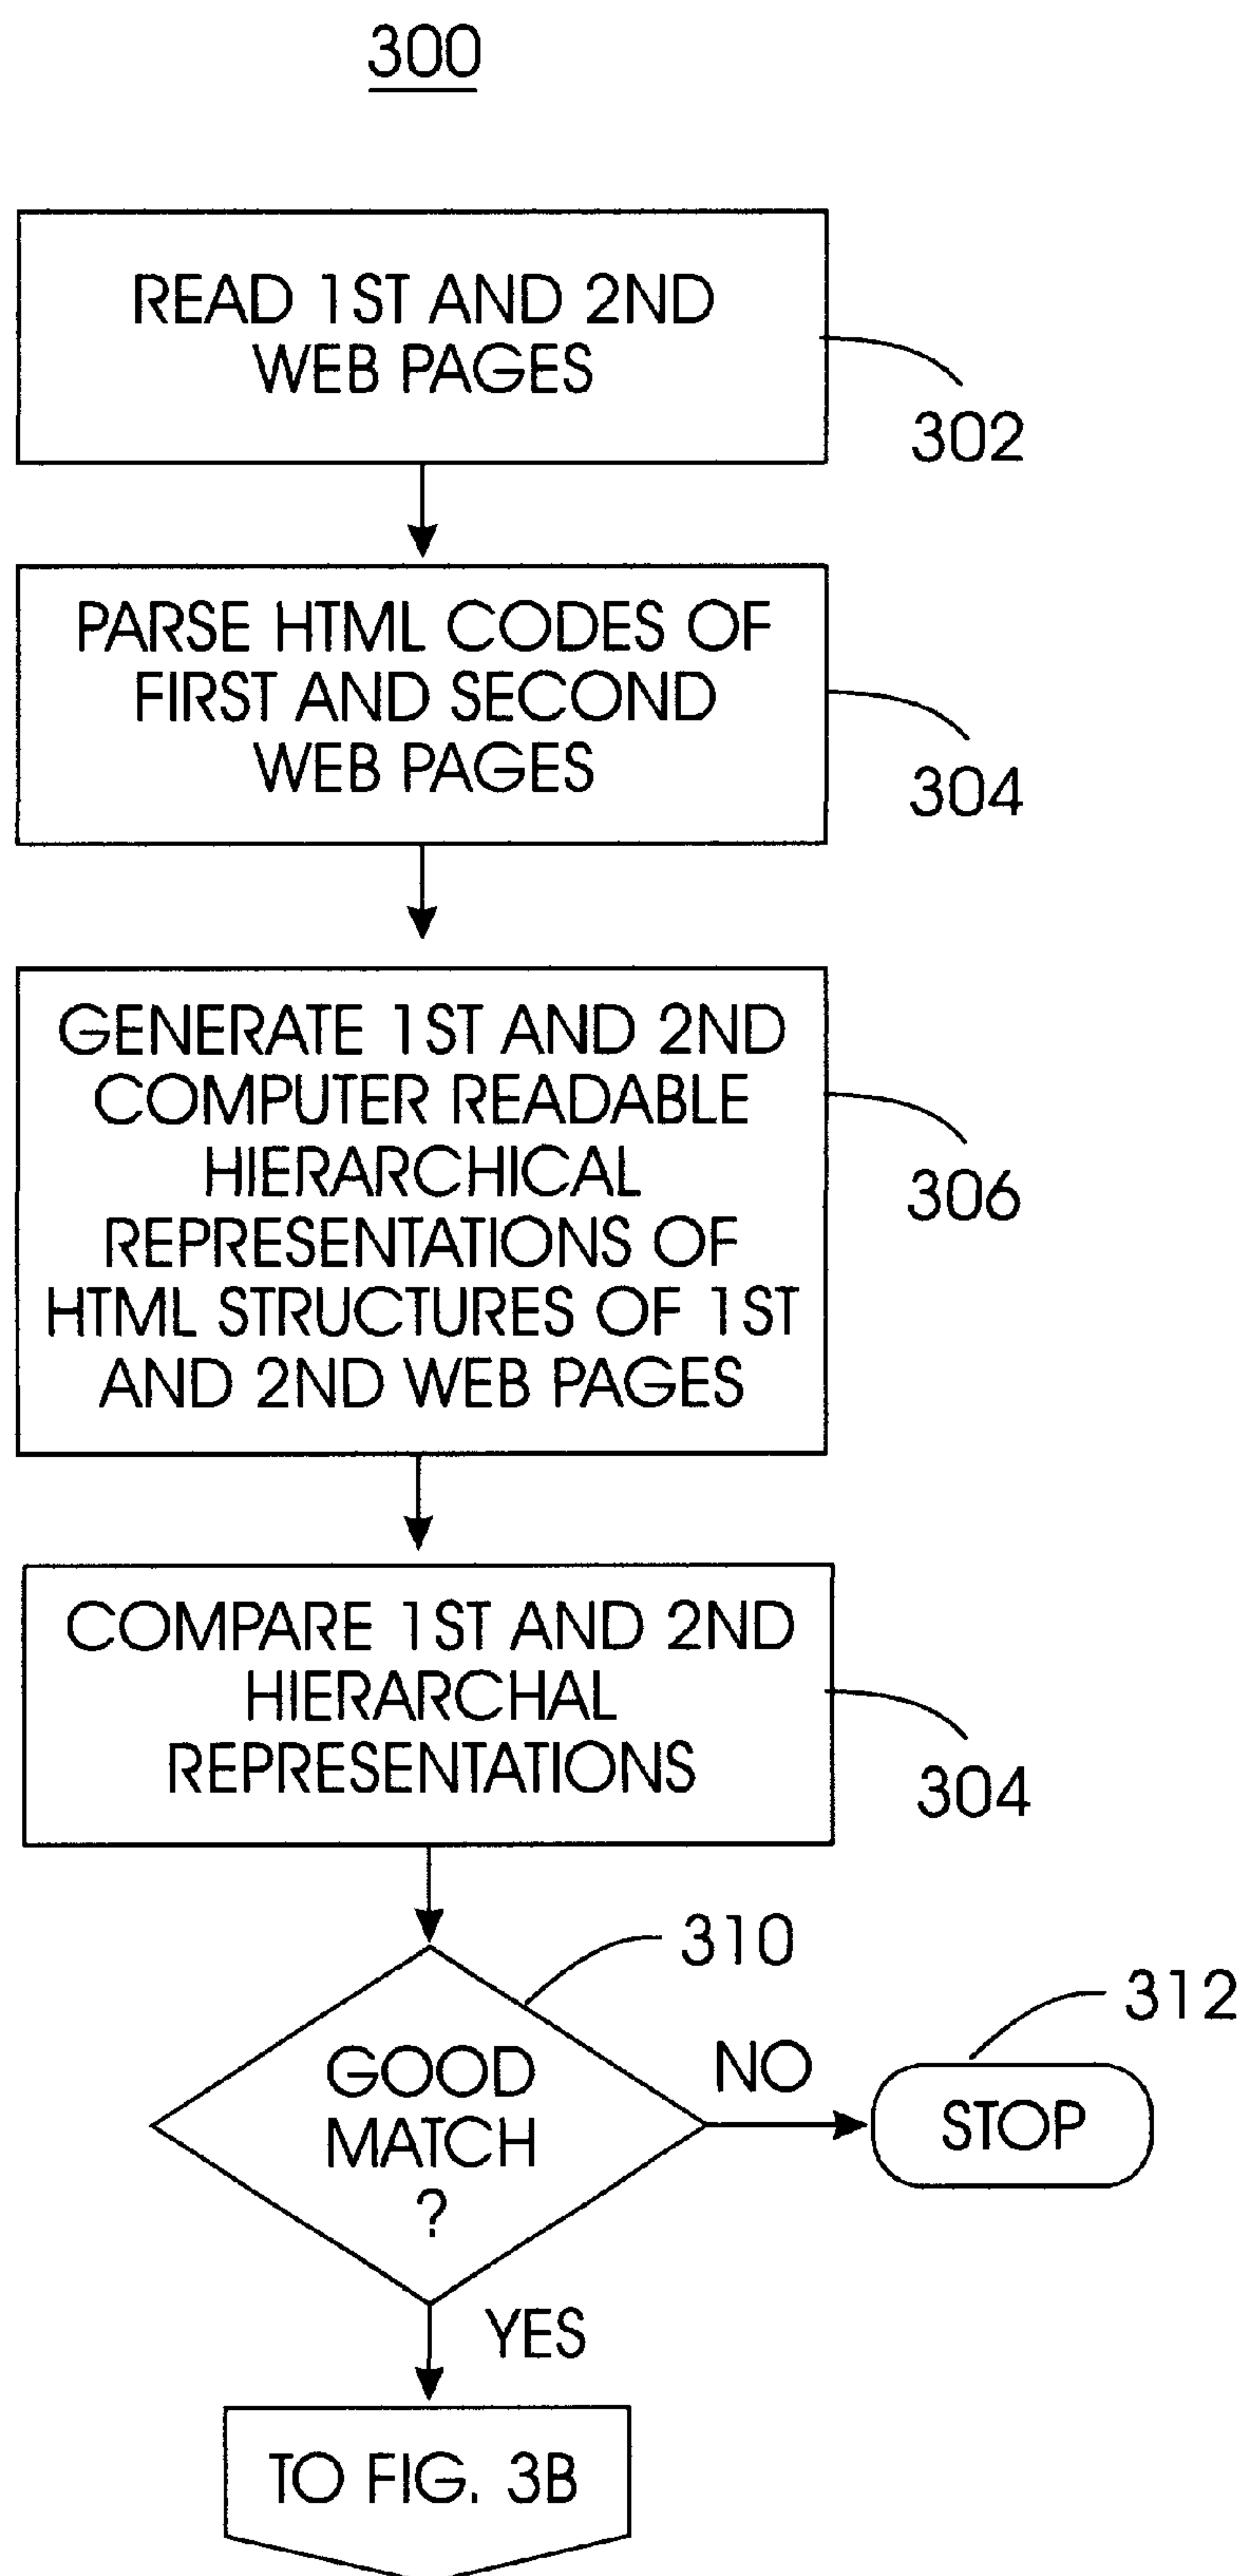 300
READ 1ST AND 2ND
WEB PAGES
302
PARSE HTML CODES OF
FIRST AND SECOND
WEB PAGES
304
GENERATE 1ST AND 2ND
COMPUTER READABLE
HIERARCHICAL
REPRESENTATIONS OF
HTML STRUCTURES OF 1ST
AND 2ND WEB PAGES
306
COMPARE 1ST AND 2ND
HIERARCHAL
REPRESENTATIONS
304
310
312
GOOD
MATCH
?
NO
STOP
YES
TO FIG. 3B